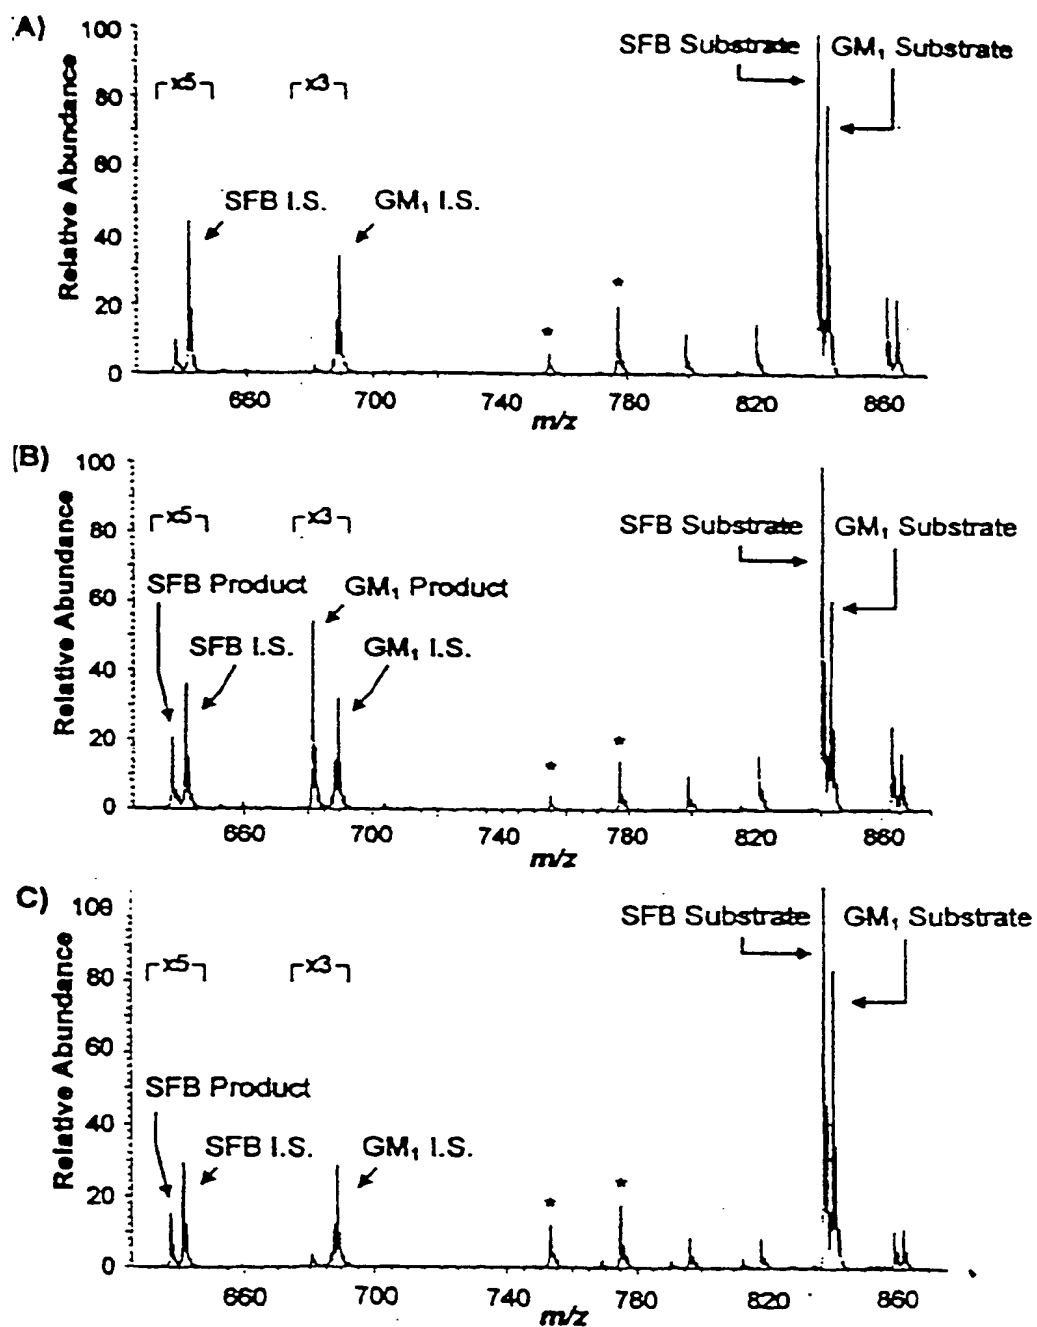 A)
100
80
60
40
20
0
Relative Abundance
x5
x3
SFB I.S.
GM₁ I.S.
*
*
SFB Substrate
GM₁ Substrate
660 700 740 780 820 860
m/z
B)
100
80
60
40
20
0
Relative Abundance
x5
x3
SFB Product
SFB I.S.
GM₁ Product
GM₁ I.S.
*
*
SFB Substrate
GM₁ Substrate
660 700 740 780 820 860
m/z
C)
100
80
60
40
20
0
Relative Abundance
x5
x3
SFB Product
SFB I.S.
GM₁ I.S.
*
*
SFB Substrate
GM₁ Substrate
660 700 740 780 820 860
m/z